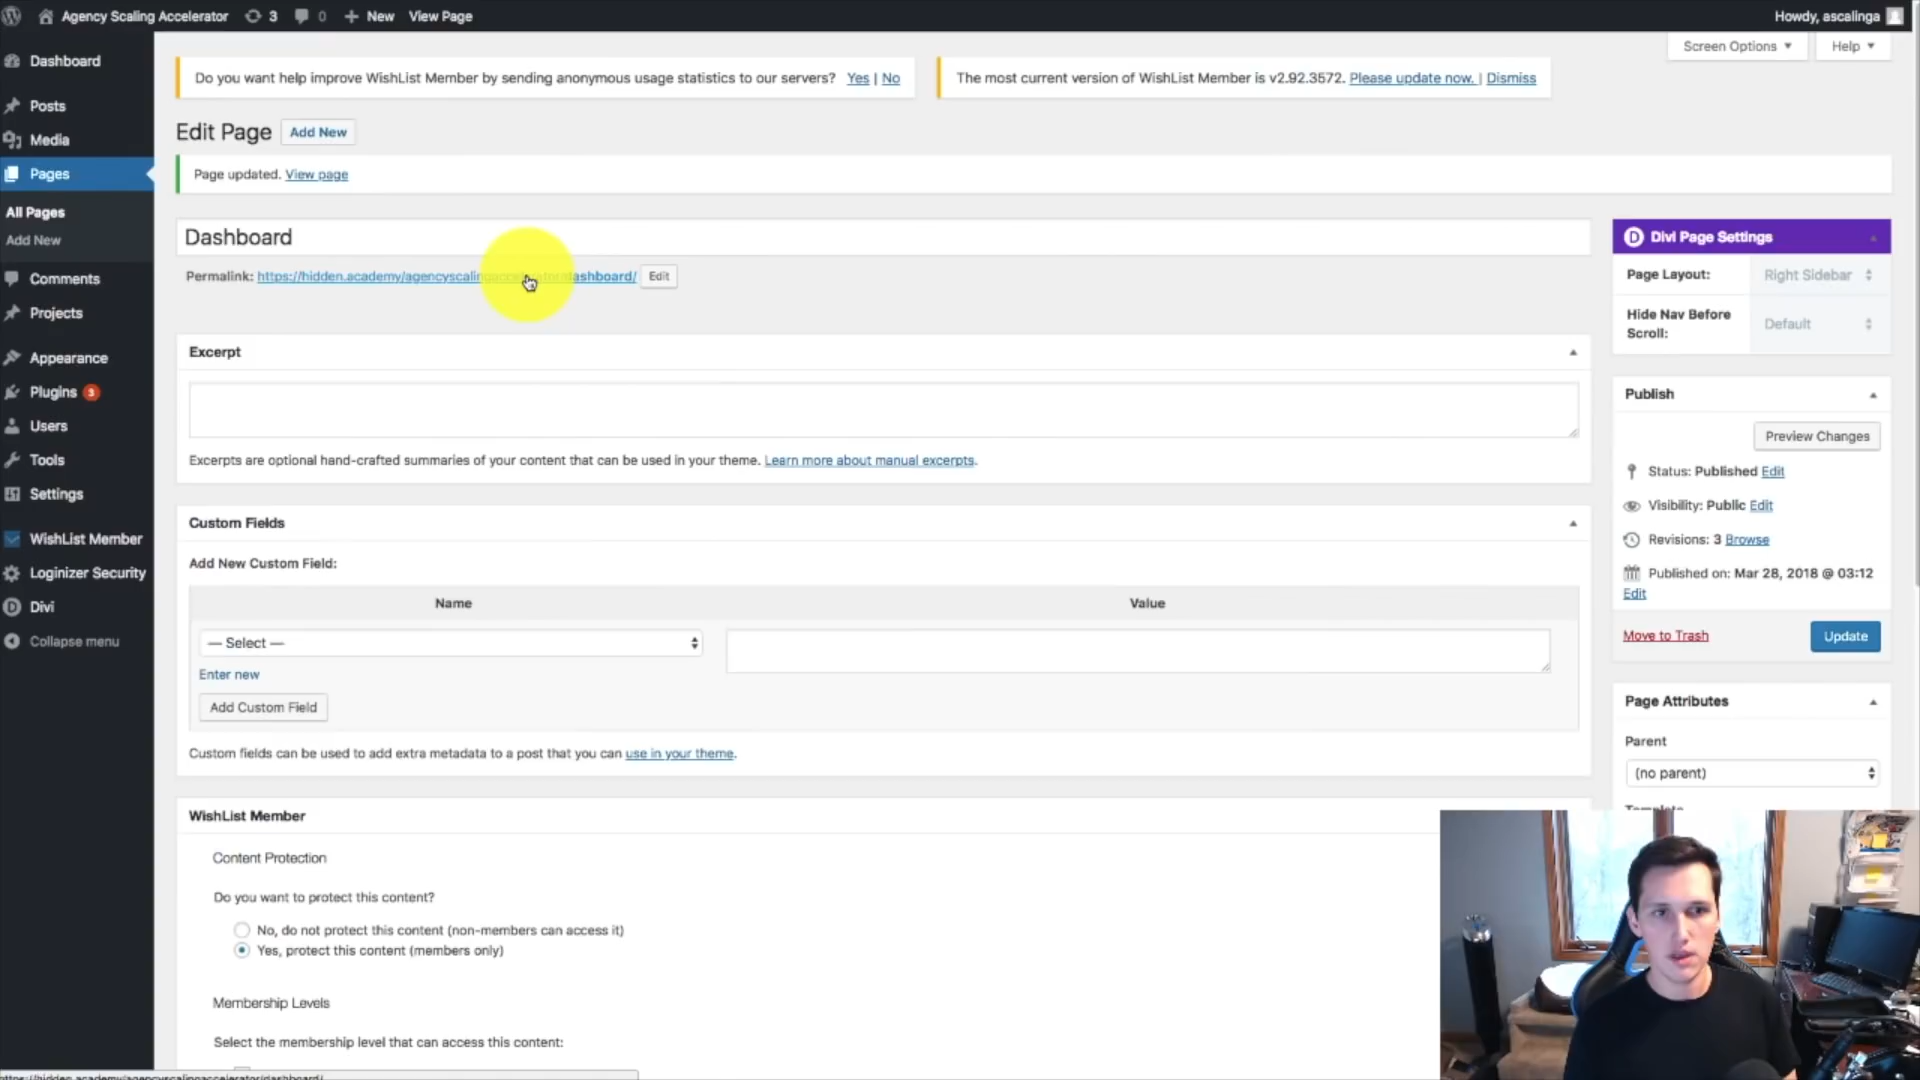 Agency Scaling Accelerator 3 0 New View Page Howdy, ascalinga
Screen Options Help
Dashboard
Posts
Media
Pages
All Pages
Add New
Comments
Projects
Appearance
Plugins 3
Users
Tools
Settings
WishList Member
Loginizer Security
Divi
Collapse menu
Do you want help improve WishList Member by sending anonymous usage statistics to our servers? Yes | No
The most current version of WishList Member is v2.92.3572. Please update now. | Dismiss
Edit Page Add New
Page updated. View page
Dashboard
Permalink: https://hidden.academy/agencyscalingaccelerator/dashboard/ Edit
Excerpt
Excerpts are optional hand-crafted summaries of your content that can be used in your theme. Learn more about manual excerpts.
Custom Fields
Add New Custom Field:
Name Value
— Select —
Enter new
Add Custom Field
Custom fields can be used to add extra metadata to a post that you can use in your theme.
WishList Member
Content Protection
Do you want to protect this content?
No, do not protect this content (non-members can access it)
Yes, protect this content (members only)
Membership Levels
Select the membership level that can access this content:
Divi Page Settings
Page Layout: Right Sidebar
Hide Nav Before
Scroll:
Default
Publish
Preview Changes
Status: Published Edit
Visibility: Public Edit
Revisions: 3 Browse
Published on: Mar 28, 2018 @ 03:12
Edit
Move to Trash Update
Page Attributes
Parent
(no parent)
Template
https://hidden.academy/agencyscalingaccelerator/dashboard/